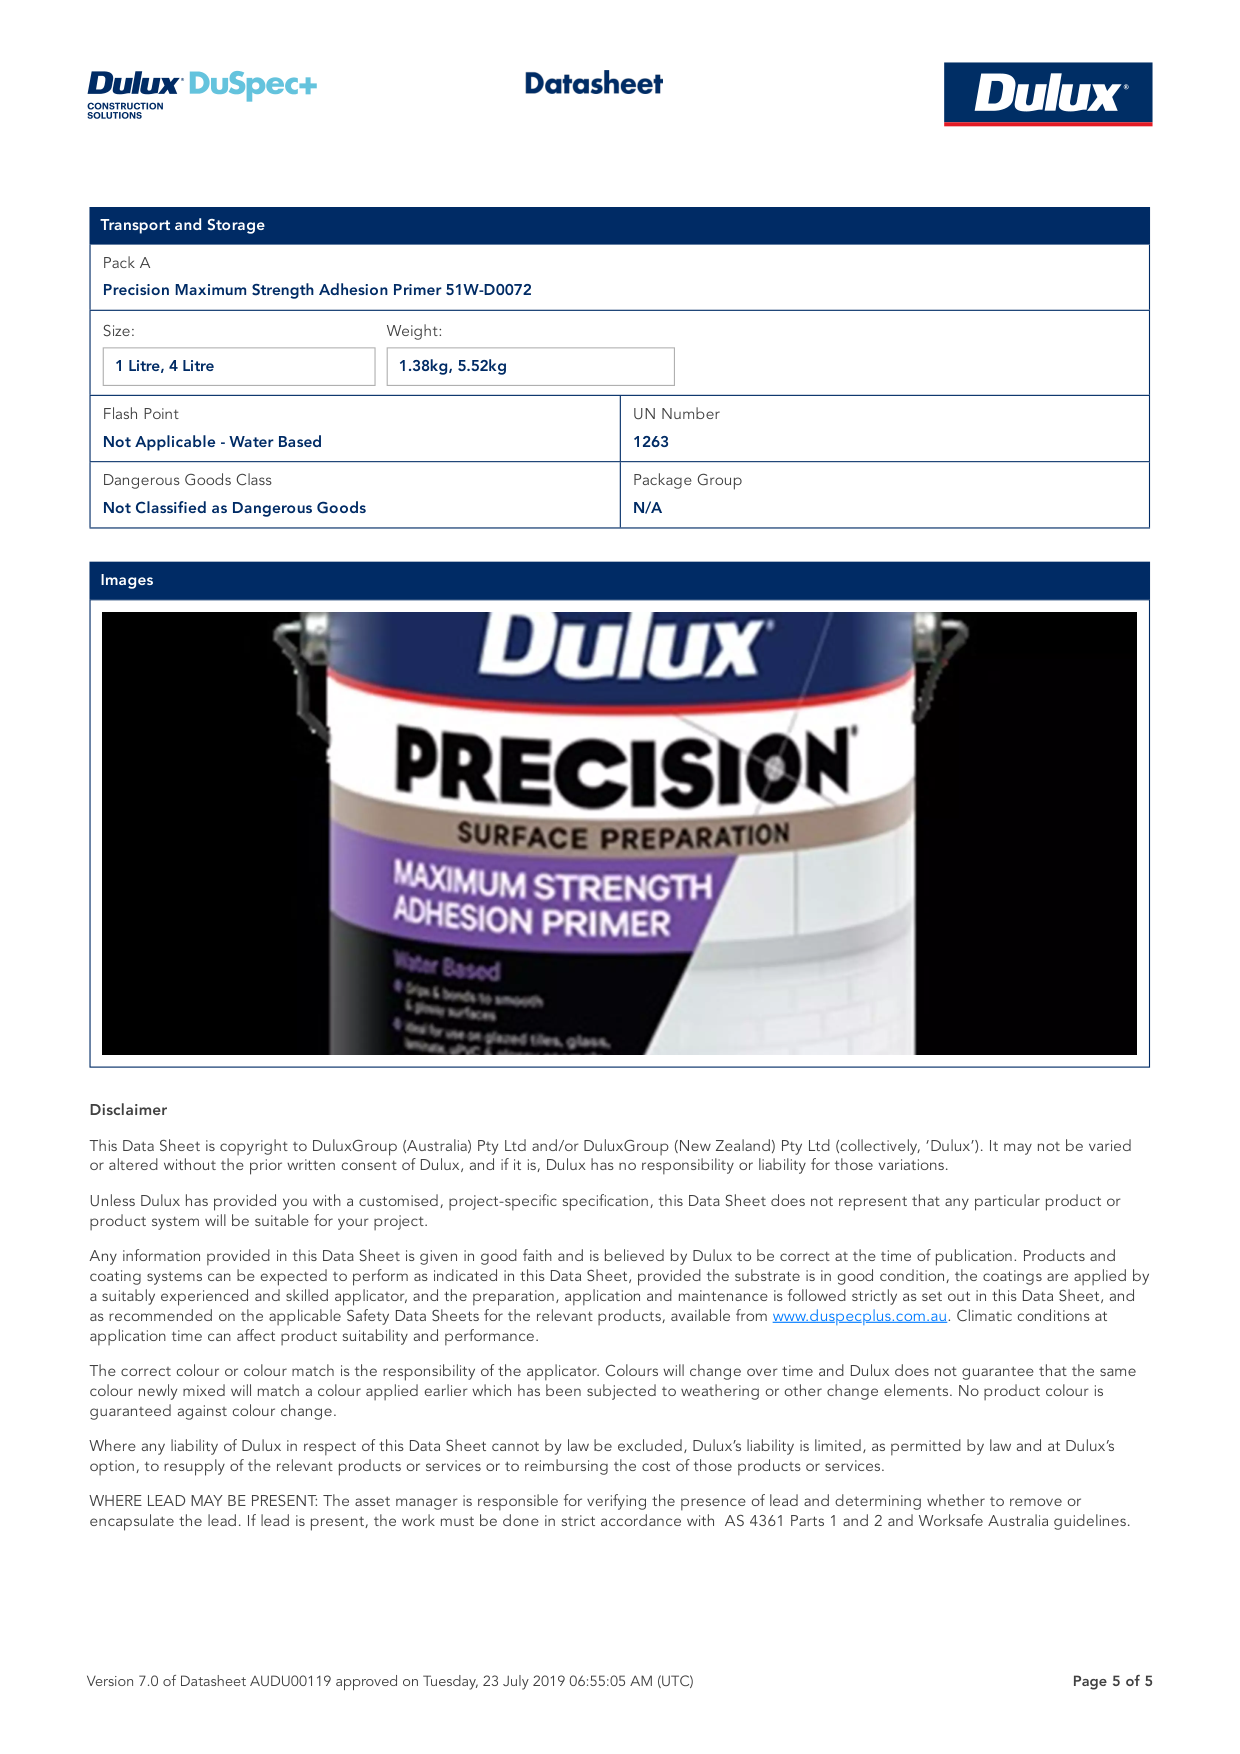 Dulux DuSpec+
CONSTRUCTION
SOLUTIONS
Datasheet
Dulux®
Transport and Storage
Pack A
Precision Maximum Strength Adhesion Primer 51W-D0072
Size: Weight:
1 Litre, 4 Litre 1.38kg, 5.52kg
Flash Point UN Number
Not Applicable - Water Based 1263
Dangerous Goods Class Package Group
Not Classified as Dangerous Goods N/A
Images
Dulux®
PRECISION®
SURFACE PREPARATION
MAXIMUM STRENGTH
ADHESION PRIMER
Water Based
Grips & bonds to smooth
& glossy surfaces
Ideal for use on glazed tiles, glass,
laminate, uPVC &
Disclaimer
This Data Sheet is copyright to DuluxGroup (Australia) Pty Ltd and/or DuluxGroup (New Zealand) Pty Ltd (collectively, ‘Dulux’). It may not be varied
or altered without the prior written consent of Dulux, and if it is, Dulux has no responsibility or liability for those variations.
Unless Dulux has provided you with a customised, project-specific specification, this Data Sheet does not represent that any particular product or
product system will be suitable for your project.
Any information provided in this Data Sheet is given in good faith and is believed by Dulux to be correct at the time of publication. Products and
coating systems can be expected to perform as indicated in this Data Sheet, provided the substrate is in good condition, the coatings are applied by
a suitably experienced and skilled applicator, and the preparation, application and maintenance is followed strictly as set out in this Data Sheet, and
as recommended on the applicable Safety Data Sheets for the relevant products, available from www.duspecplus.com.au. Climatic conditions at
application time can affect product suitability and performance.
The correct colour or colour match is the responsibility of the applicator. Colours will change over time and Dulux does not guarantee that the same
colour newly mixed will match a colour applied earlier which has been subjected to weathering or other change elements. No product colour is
guaranteed against colour change.
Where any liability of Dulux in respect of this Data Sheet cannot by law be excluded, Dulux’s liability is limited, as permitted by law and at Dulux’s
option, to resupply of the relevant products or services or to reimbursing the cost of those products or services.
WHERE LEAD MAY BE PRESENT: The asset manager is responsible for verifying the presence of lead and determining whether to remove or
encapsulate the lead. If lead is present, the work must be done in strict accordance with AS 4361 Parts 1 and 2 and Worksafe Australia guidelines.
Version 7.0 of Datasheet AUDU00119 approved on Tuesday, 23 July 2019 06:55:05 AM (UTC)
Page 5 of 5